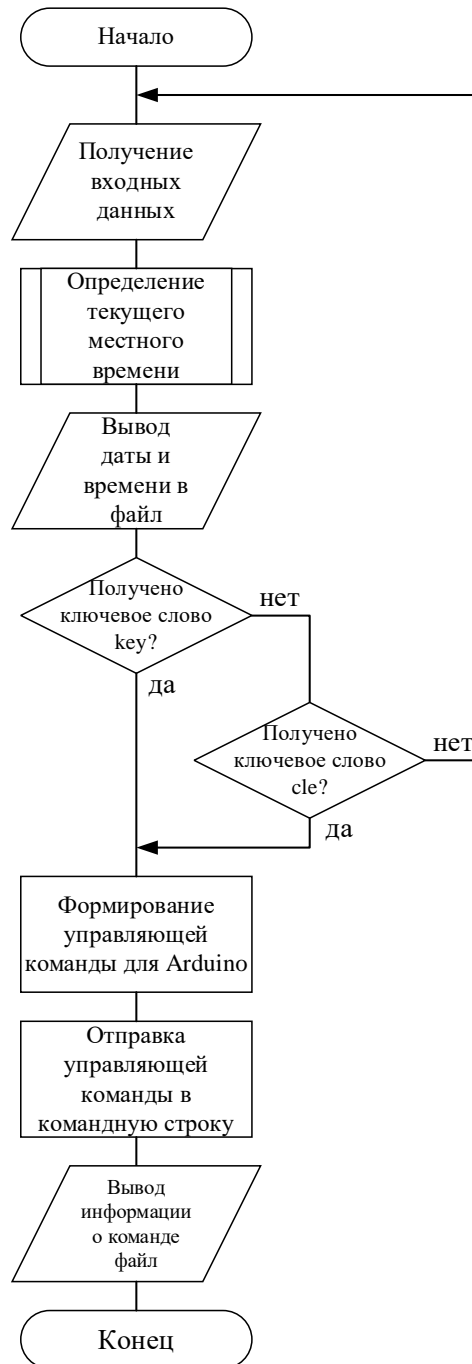 Начало
Получение
входных
данных
Определение
текущего
местного
времени
Вывод
даты и
времени в
файл
Получено
ключевое слово
key?
нет
да
Получено
ключевое слово
cle?
нет
да
Формирование
управляющей
команды для Arduino
Отправка
управляющей
команды в
командную строку
Вывод
информации
о команде
файл
Конец